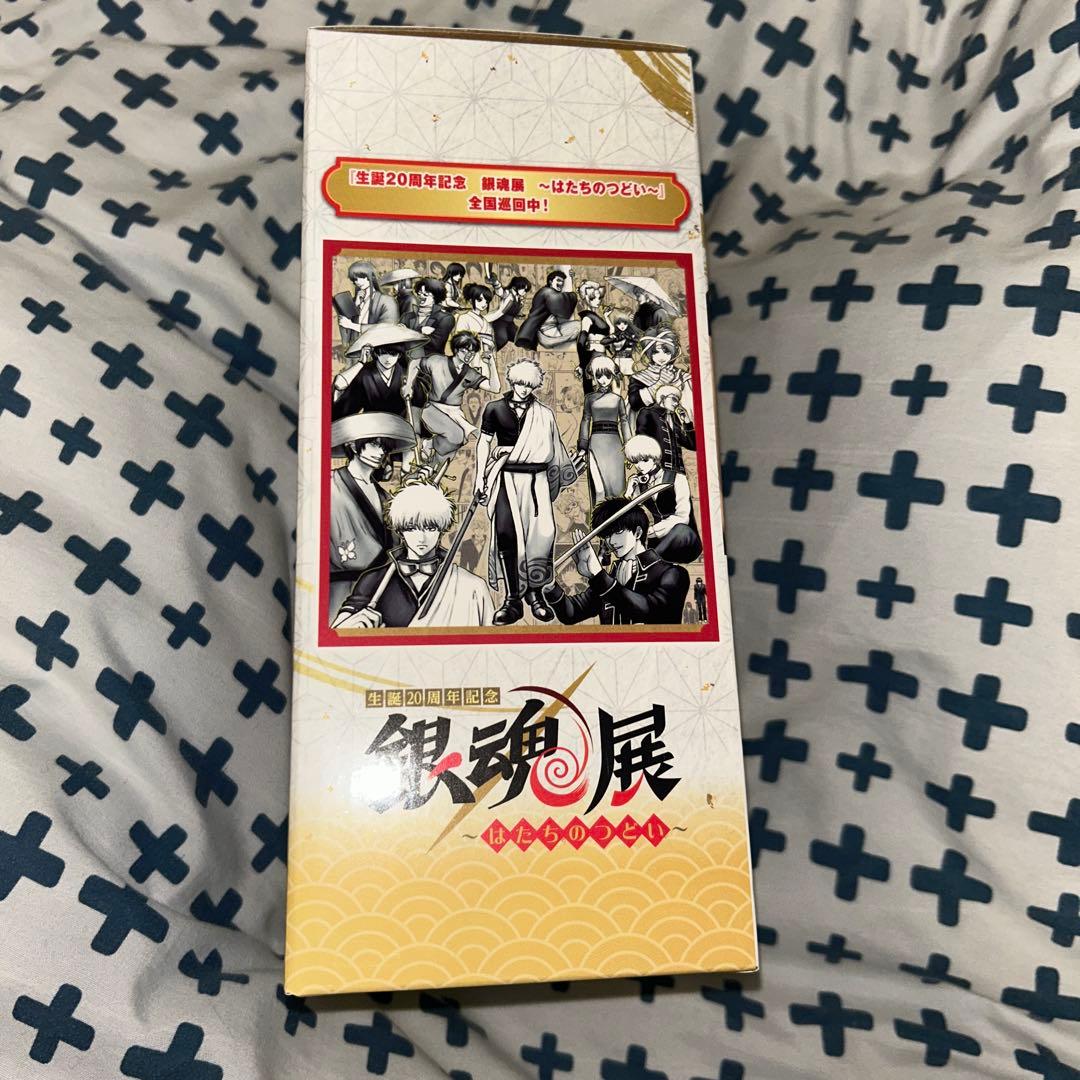 『生誕20周年記念　銀魂展　～はたちのつどい～』
全国巡回中！
生誕20周年記念
銀魂展
～はたちのつどい～